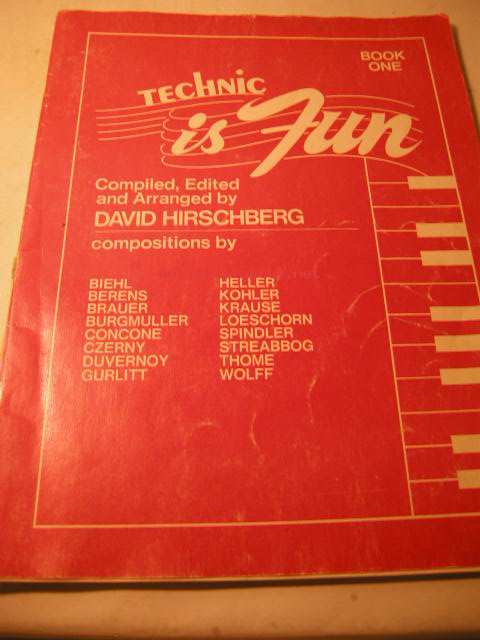 BOOK
ONE
TECHNIC
is Fun
Compiled, Edited
and Arranged by
DAVID HIRSCHBERG
compositions by
BIEHL
BERENS
BRAUER
BURGMULLER
CONCONE
CZERNY
DUVERNOY
GURLITT
HELLER
KOHLER
KRAUSE
LOESCHORN
SPINDLER
STREABBOG
THOME
WOLFF